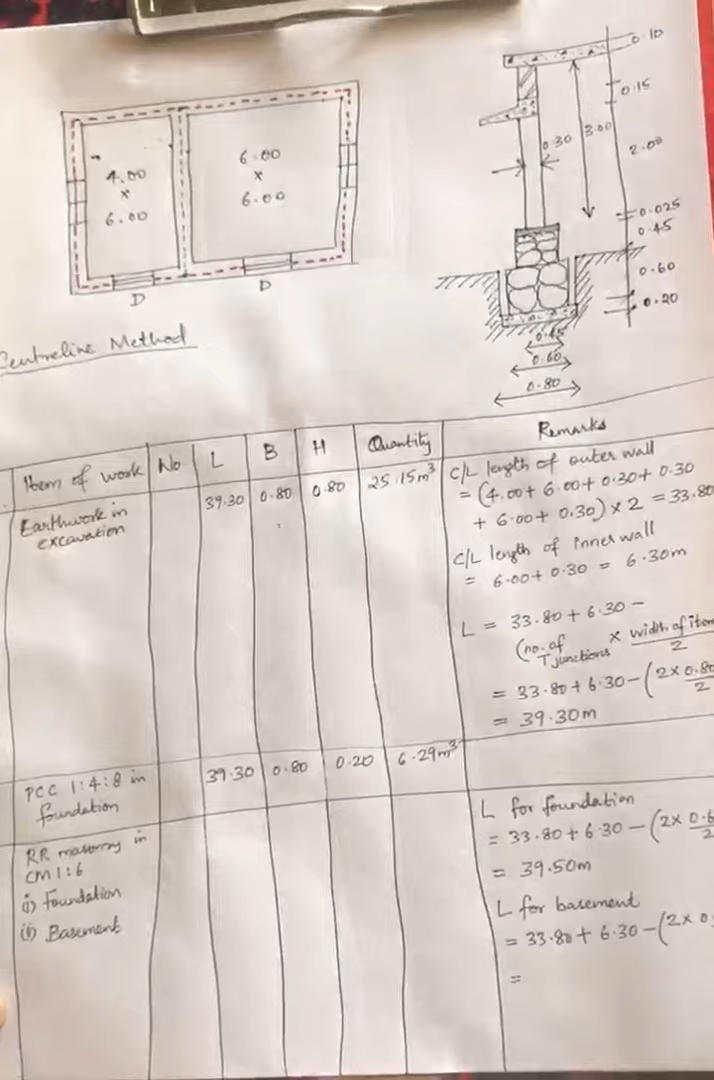 0.10
0.15
0.30
3.00
2.00
0.025
0.45
0.60
0.20
4.00
x
6.00
6.00
x
6.00
D
D
0.45
0.60
0.80
Centreline Method
Item of work No L B H Quantity Remarks
Earthwork in
excavation
39.30 0.80 0.80 25.15m³
C/L length of outer wall
= (4.00+6.00+0.30+0.30
+6.00+0.30)×2 = 33.80
C/L length of inner wall
= 6.00+0.30 = 6.30m
L = 33.80+6.30-
(no. of T junctions × width of item/2
= 33.80+6.30-(2×0.80/2
= 39.30m
PCC 1:4:8 in
foundation
39.30 0.80 0.20 6.29m³
RR masonry in
CM 1:6
i) Foundation
ii) Basement
L for foundation
= 33.80+6.30-(2×0.6/2
= 39.50m
L for basement
= 33.80+6.30-(2×0.
=